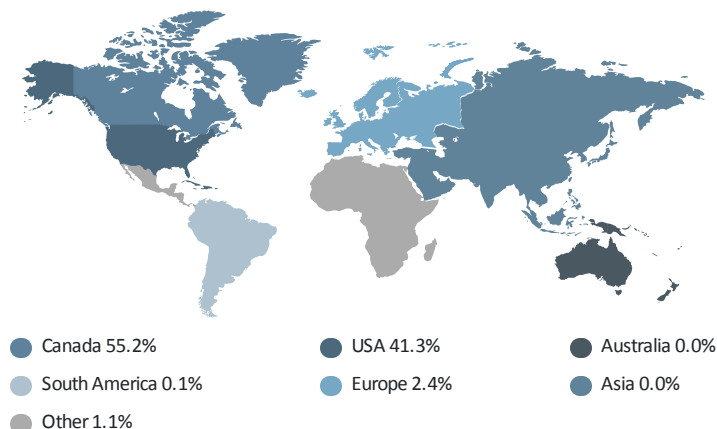 Canada 55.2%
USA 41.3%
Australia 0.0%
South America 0.1%
Europe 2.4%
Asia 0.0%
Other 1.1%